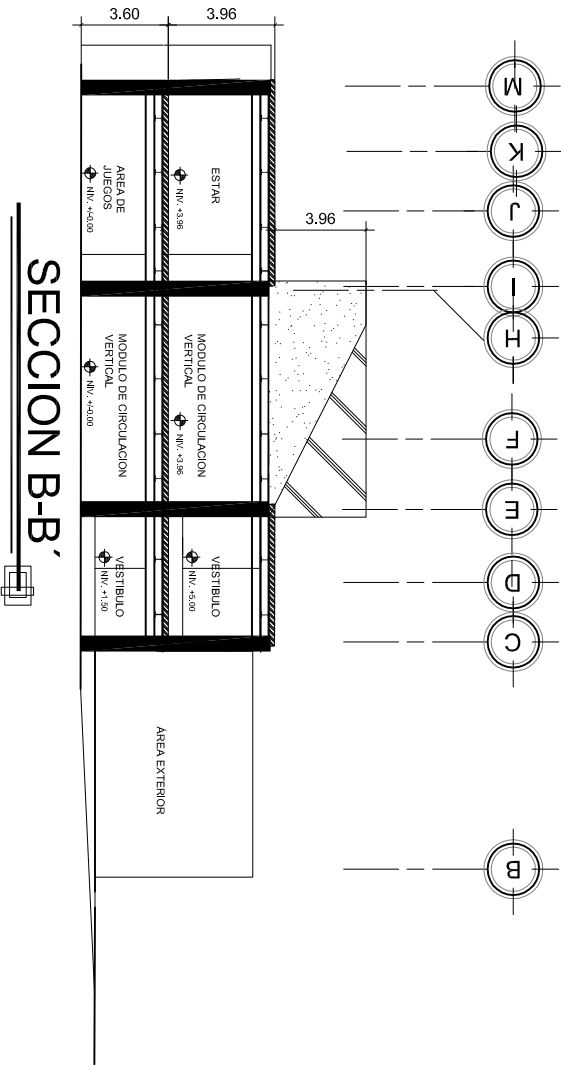 3.60
3.96
3.96
M
K
J
I
H
F
E
D
C
B
ESTAR
NIV. +3.96
AREA DE
JUEGOS
NIV. +/-0.00
MODULO DE CIRCULACION
VERTICAL
NIV. +3.96
MODULO DE CIRCULACION
VERTICAL
NIV. +/-0.00
VESTIBULO
NIV. +5.00
VESTIBULO
NIV. +1.50
ÁREA EXTERIOR
SECCION B-B´